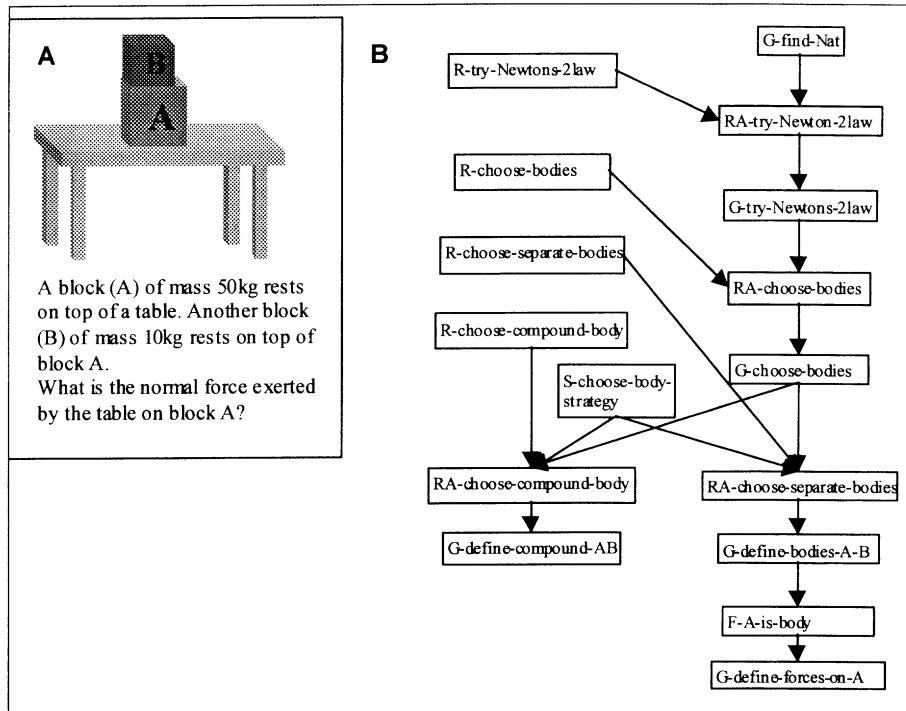 A
B
A
A block (A) of mass 50kg rests
on top of a table. Another block
(B) of mass 10kg rests on top of
block A.
What is the normal force exerted
by the table on block A?
B
G-find-Nat
R-try-Newtons-2law
RA-try-Newton-2law
R-choose-bodies
G-try-Newtons-2law
R-choose-separate-bodies
RA-choose-bodies
R-choose-compound-body
G-choose-bodies
S-choose-body-
strategy
RA-choose-compound-body
RA-choose-separate-bodies
G-define-compound-AB
G-define-bodies-A-B
F-A-is-body
G-define-forces-on-A